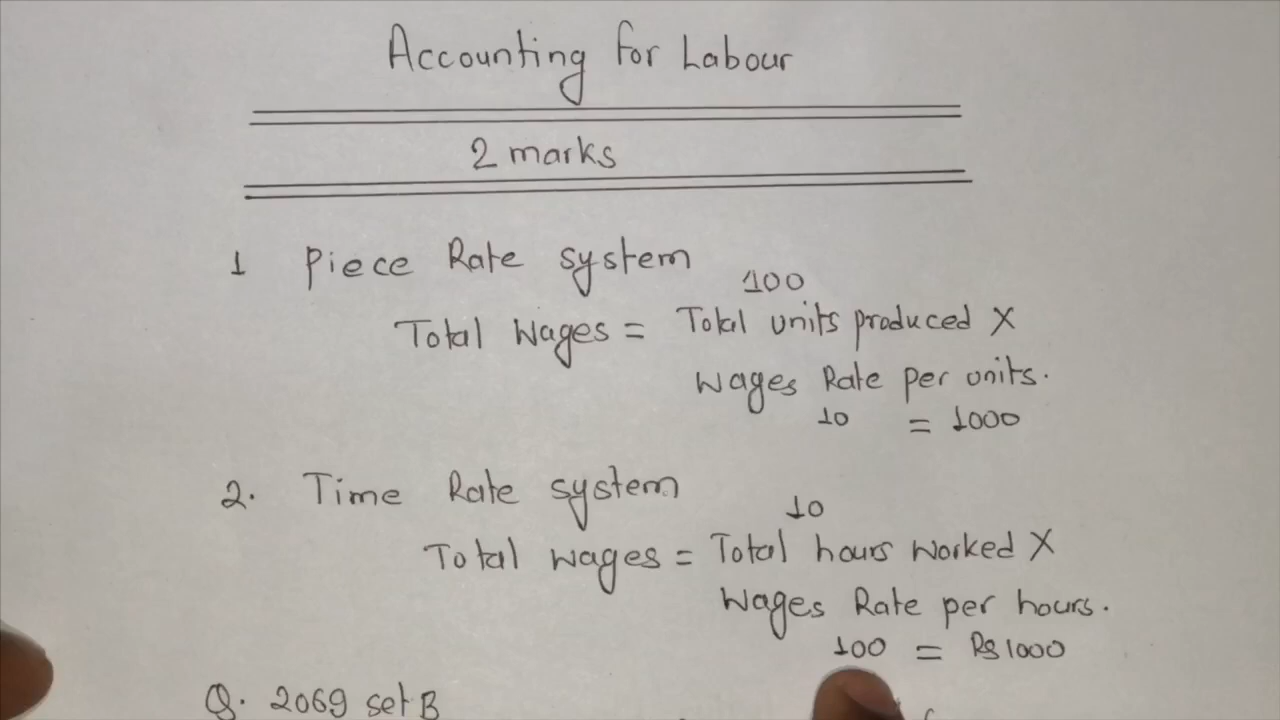 Accounting for Labour
2 marks
1 Piece Rate system
100
Total Wages = Total units produced X
Wages Rate per units.
10 = 1000
2. Time Rate system
10
Total wages = Total hours worked X
Wages Rate per hours.
100 = Rs 1000
Q. 2069 set B